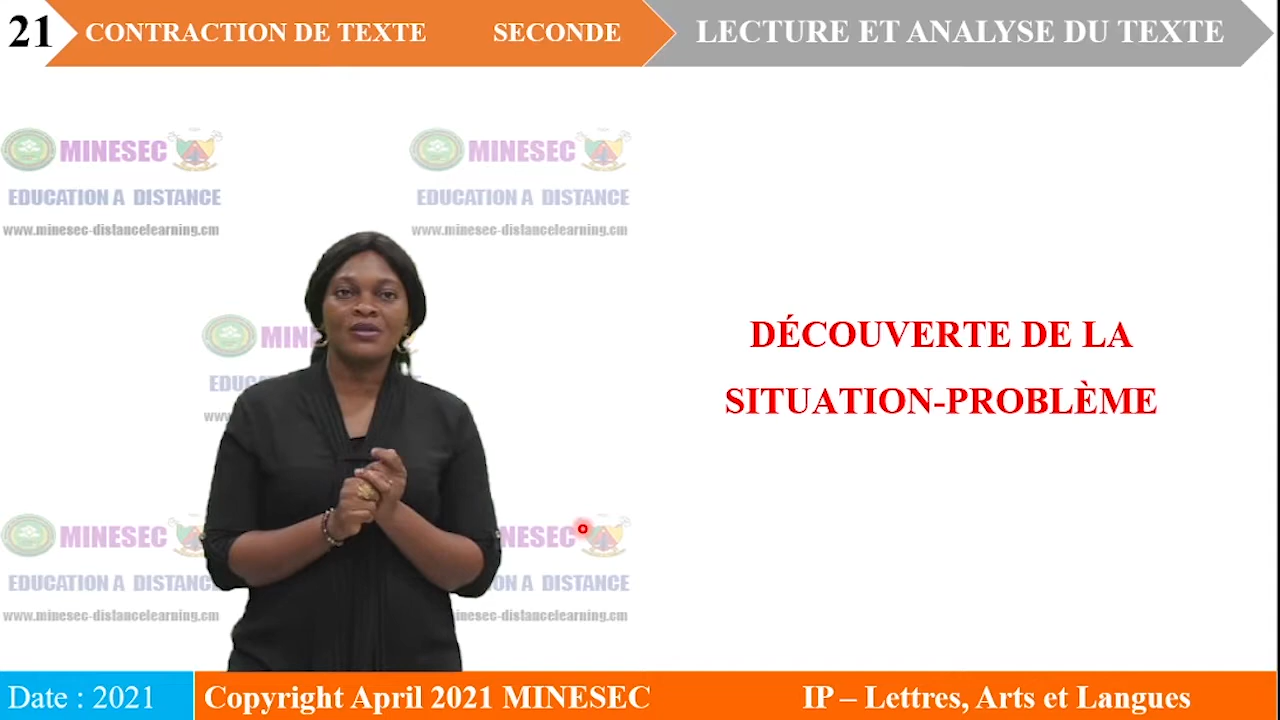 21 CONTRACTION DE TEXTE SECONDE LECTURE ET ANALYSE DU TEXTE
MINESEC MINESEC
EDUCATION A DISTANCE EDUCATION A DISTANCE
www.minesec-distancelearning.cm www.minesec-distancelearning.cm
DÉCOUVERTE DE LA
SITUATION-PROBLÈME
MINESEC MINESEC
EDUCATION A DISTANCE
www.minesec-distancelearning.cm
Date : 2021 Copyright April 2021 MINESEC IP – Lettres, Arts et Langues